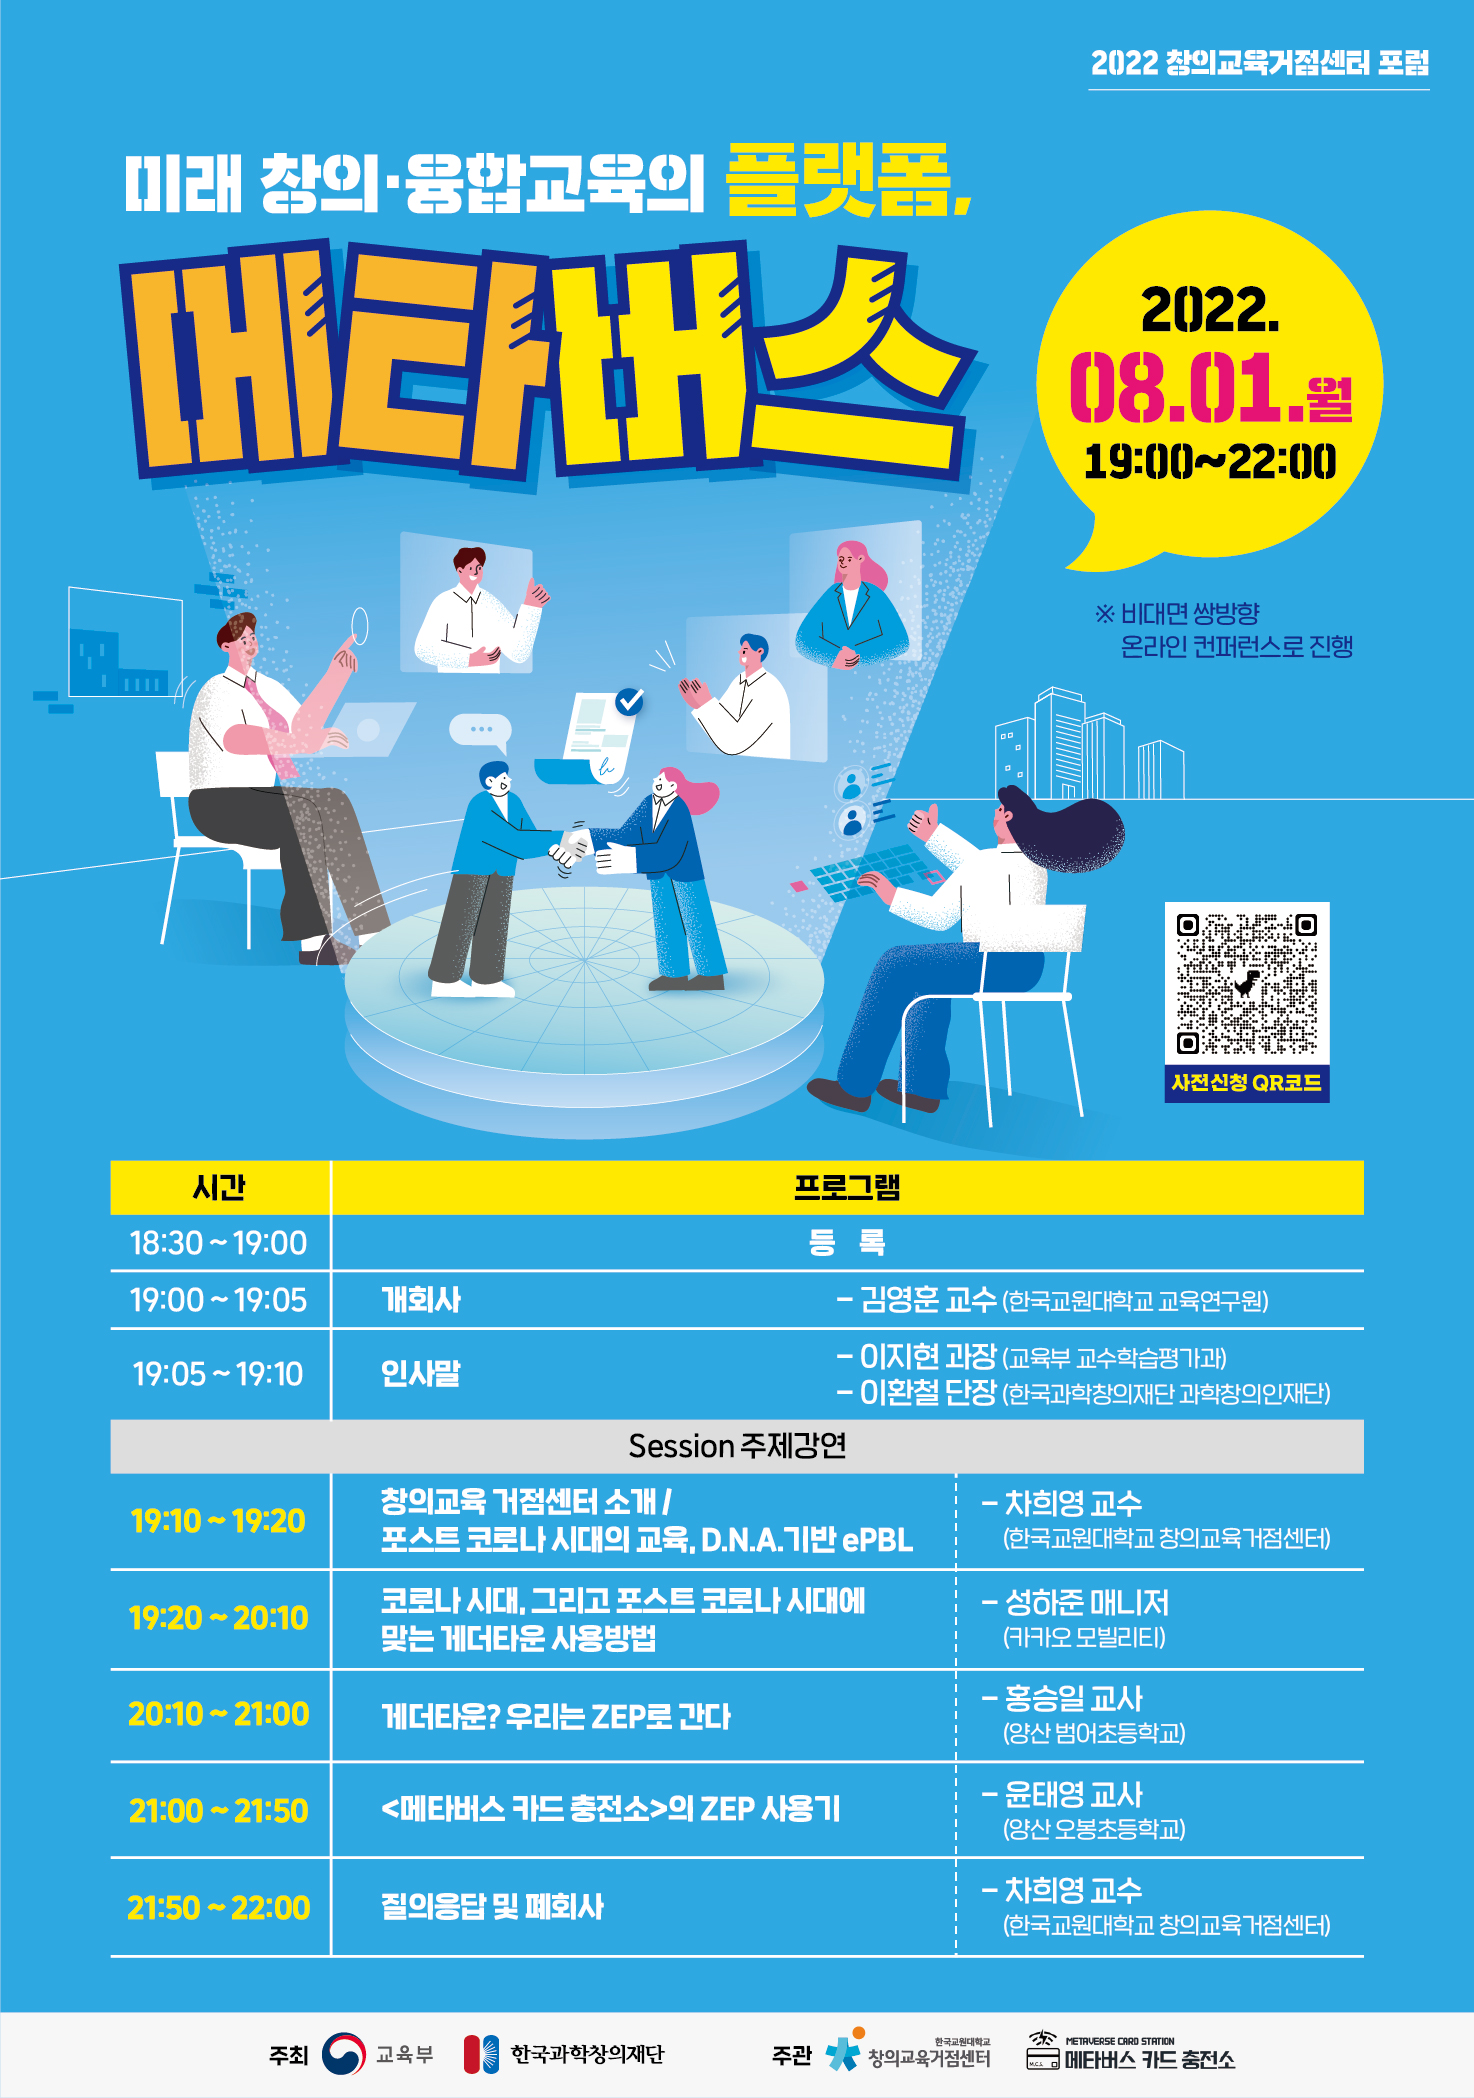 2022 창의교육거점센터 포럼
미래 창의·융합교육의 플랫폼,
메타버스
2022.
08.01.월
19:00~22:00
※ 비대면 쌍방향
온라인 컨퍼런스로 진행
사전신청 QR코드
시간 프로그램
18:30 ~ 19:00 등 록
19:00 ~ 19:05 개회사 – 김영훈 교수 (한국교원대학교 교육연구원)
19:05 ~ 19:10 인사말 – 이지현 과장 (교육부 교수학습평가과)
– 이환철 단장 (한국과학창의재단 과학창의인재단)
Session 주제강연
19:10 ~ 19:20 창의교육 거점센터 소개 /
포스트 코로나 시대의 교육, D.N.A.기반 ePBL
– 차희영 교수
(한국교원대학교 창의교육거점센터)
19:20 ~ 20:10 코로나 시대, 그리고 포스트 코로나 시대에
맞는 게더타운 사용방법
– 성하준 매니저
(카카오 모빌리티)
20:10 ~ 21:00 게더타운? 우리는 ZEP로 간다
– 홍승일 교사
(양산 범어초등학교)
21:00 ~ 21:50 <메타버스 카드 충전소>의 ZEP 사용기
– 윤태영 교사
(양산 오봉초등학교)
21:50 ~ 22:00 질의응답 및 폐회사
– 차희영 교수
(한국교원대학교 창의교육거점센터)
주최 교육부 한국과학창의재단
주관 한국교원대학교
창의교육거점센터
METAVERSE CARD STATION
M.C.S. 메타버스 카드 충전소